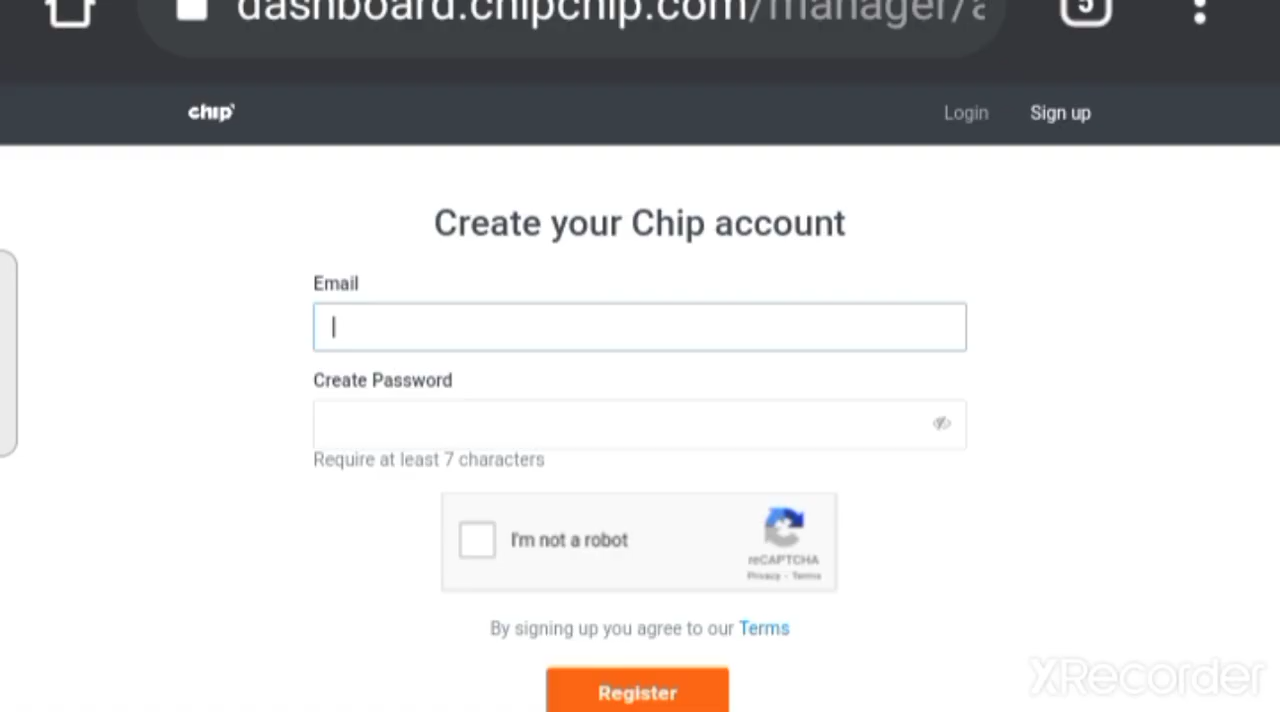 dashboard.chipchip.com/manager/a
5
chip
Login
Sign up
Create your Chip account
Email
Create Password
Require at least 7 characters
I'm not a robot
reCAPTCHA
Privacy - Terms
By signing up you agree to our Terms
Register
XRecorder